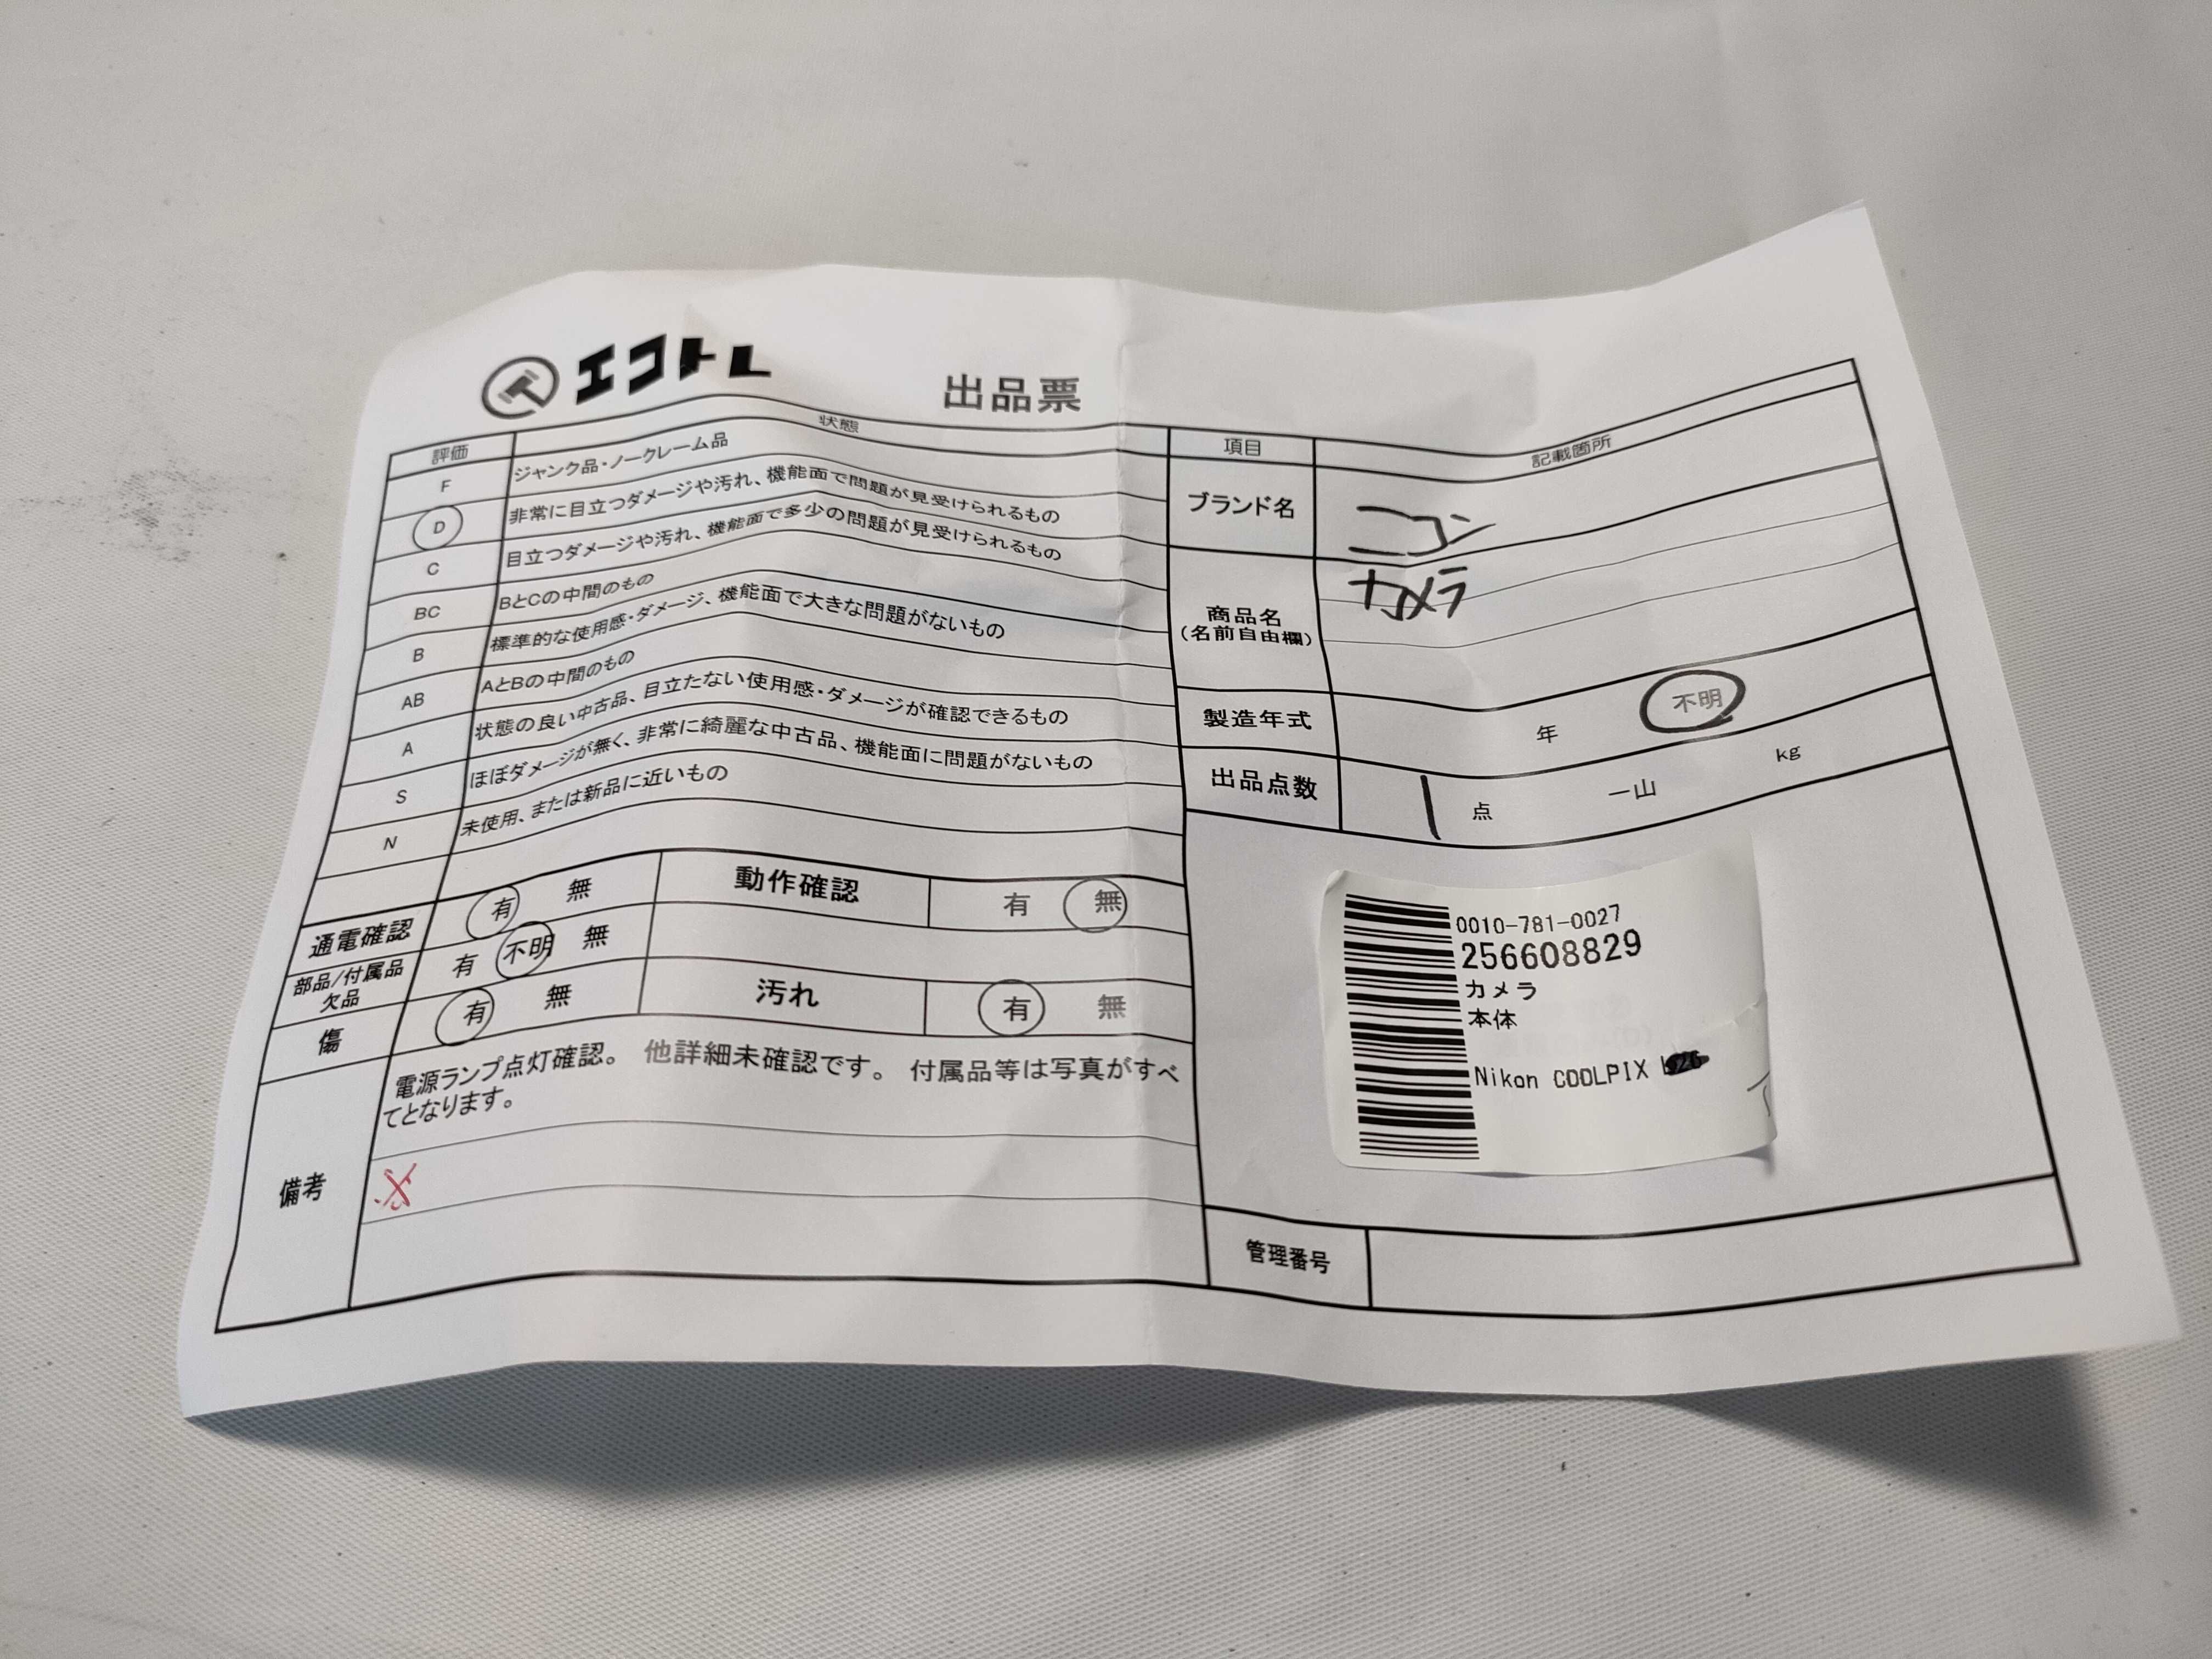 エコトレ
出品票
評価 状態
F ジャンク品・ノークレーム品
D 非常に目立つダメージや汚れ、機能面で問題が見受けられるもの
C 目立つダメージや汚れ、機能面で多少の問題が見受けられるもの
BC BとCの中間のもの
B 標準的な使用感・ダメージ、機能面で大きな問題がないもの
AB AとBの中間のもの
A 状態の良い中古品、目立たない使用感・ダメージが確認できるもの
S ほぼダメージが無く、非常に綺麗な中古品、機能面に問題がないもの
N 未使用、または新品に近いもの
通電確認 有 無 動作確認 有 無
部品/付属品
欠品 有 不明 無
傷 有 無 汚れ 有 無
備考
電源ランプ点灯確認。 他詳細未確認です。 付属品等は写真がすべ
てとなります。
項目 記載箇所
ブランド名 ニコン
商品名
(名前自由欄)
カメラ
製造年式 年 不明
出品点数 1 点 一山 kg
0010-781-0027
256608829
カメラ
本体
Nikon COOLPIX
管理番号